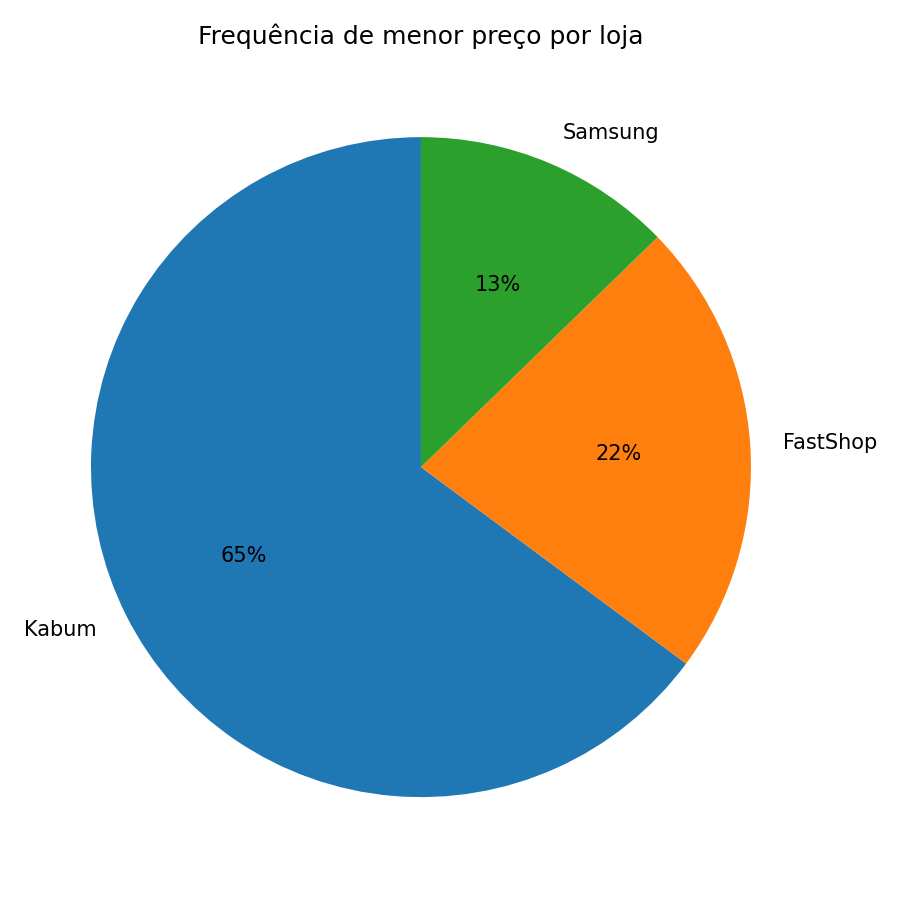 Frequência de menor preço por loja
Samsung
13%
FastShop
22%
65%
Kabum